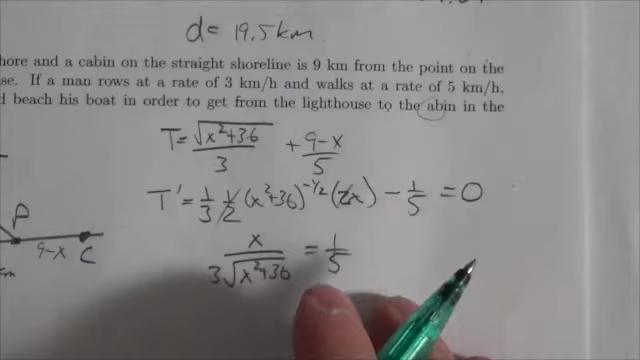 d = 19.5 km
hore and a cabin on the straight shoreline is 9 km from the point on the
se. If a man rows at a rate of 3 km/h and walks at a rate of 5 km/h,
d beach his boat in order to get from the lighthouse to the abin in the
T = √(x²+36)/3 + (9-x)/5
T' = 1/3 1/2 (x²+36)^(-1/2) (2x) - 1/5 = 0
P
9-x C
x/(3√(x²+36)) = 1/5